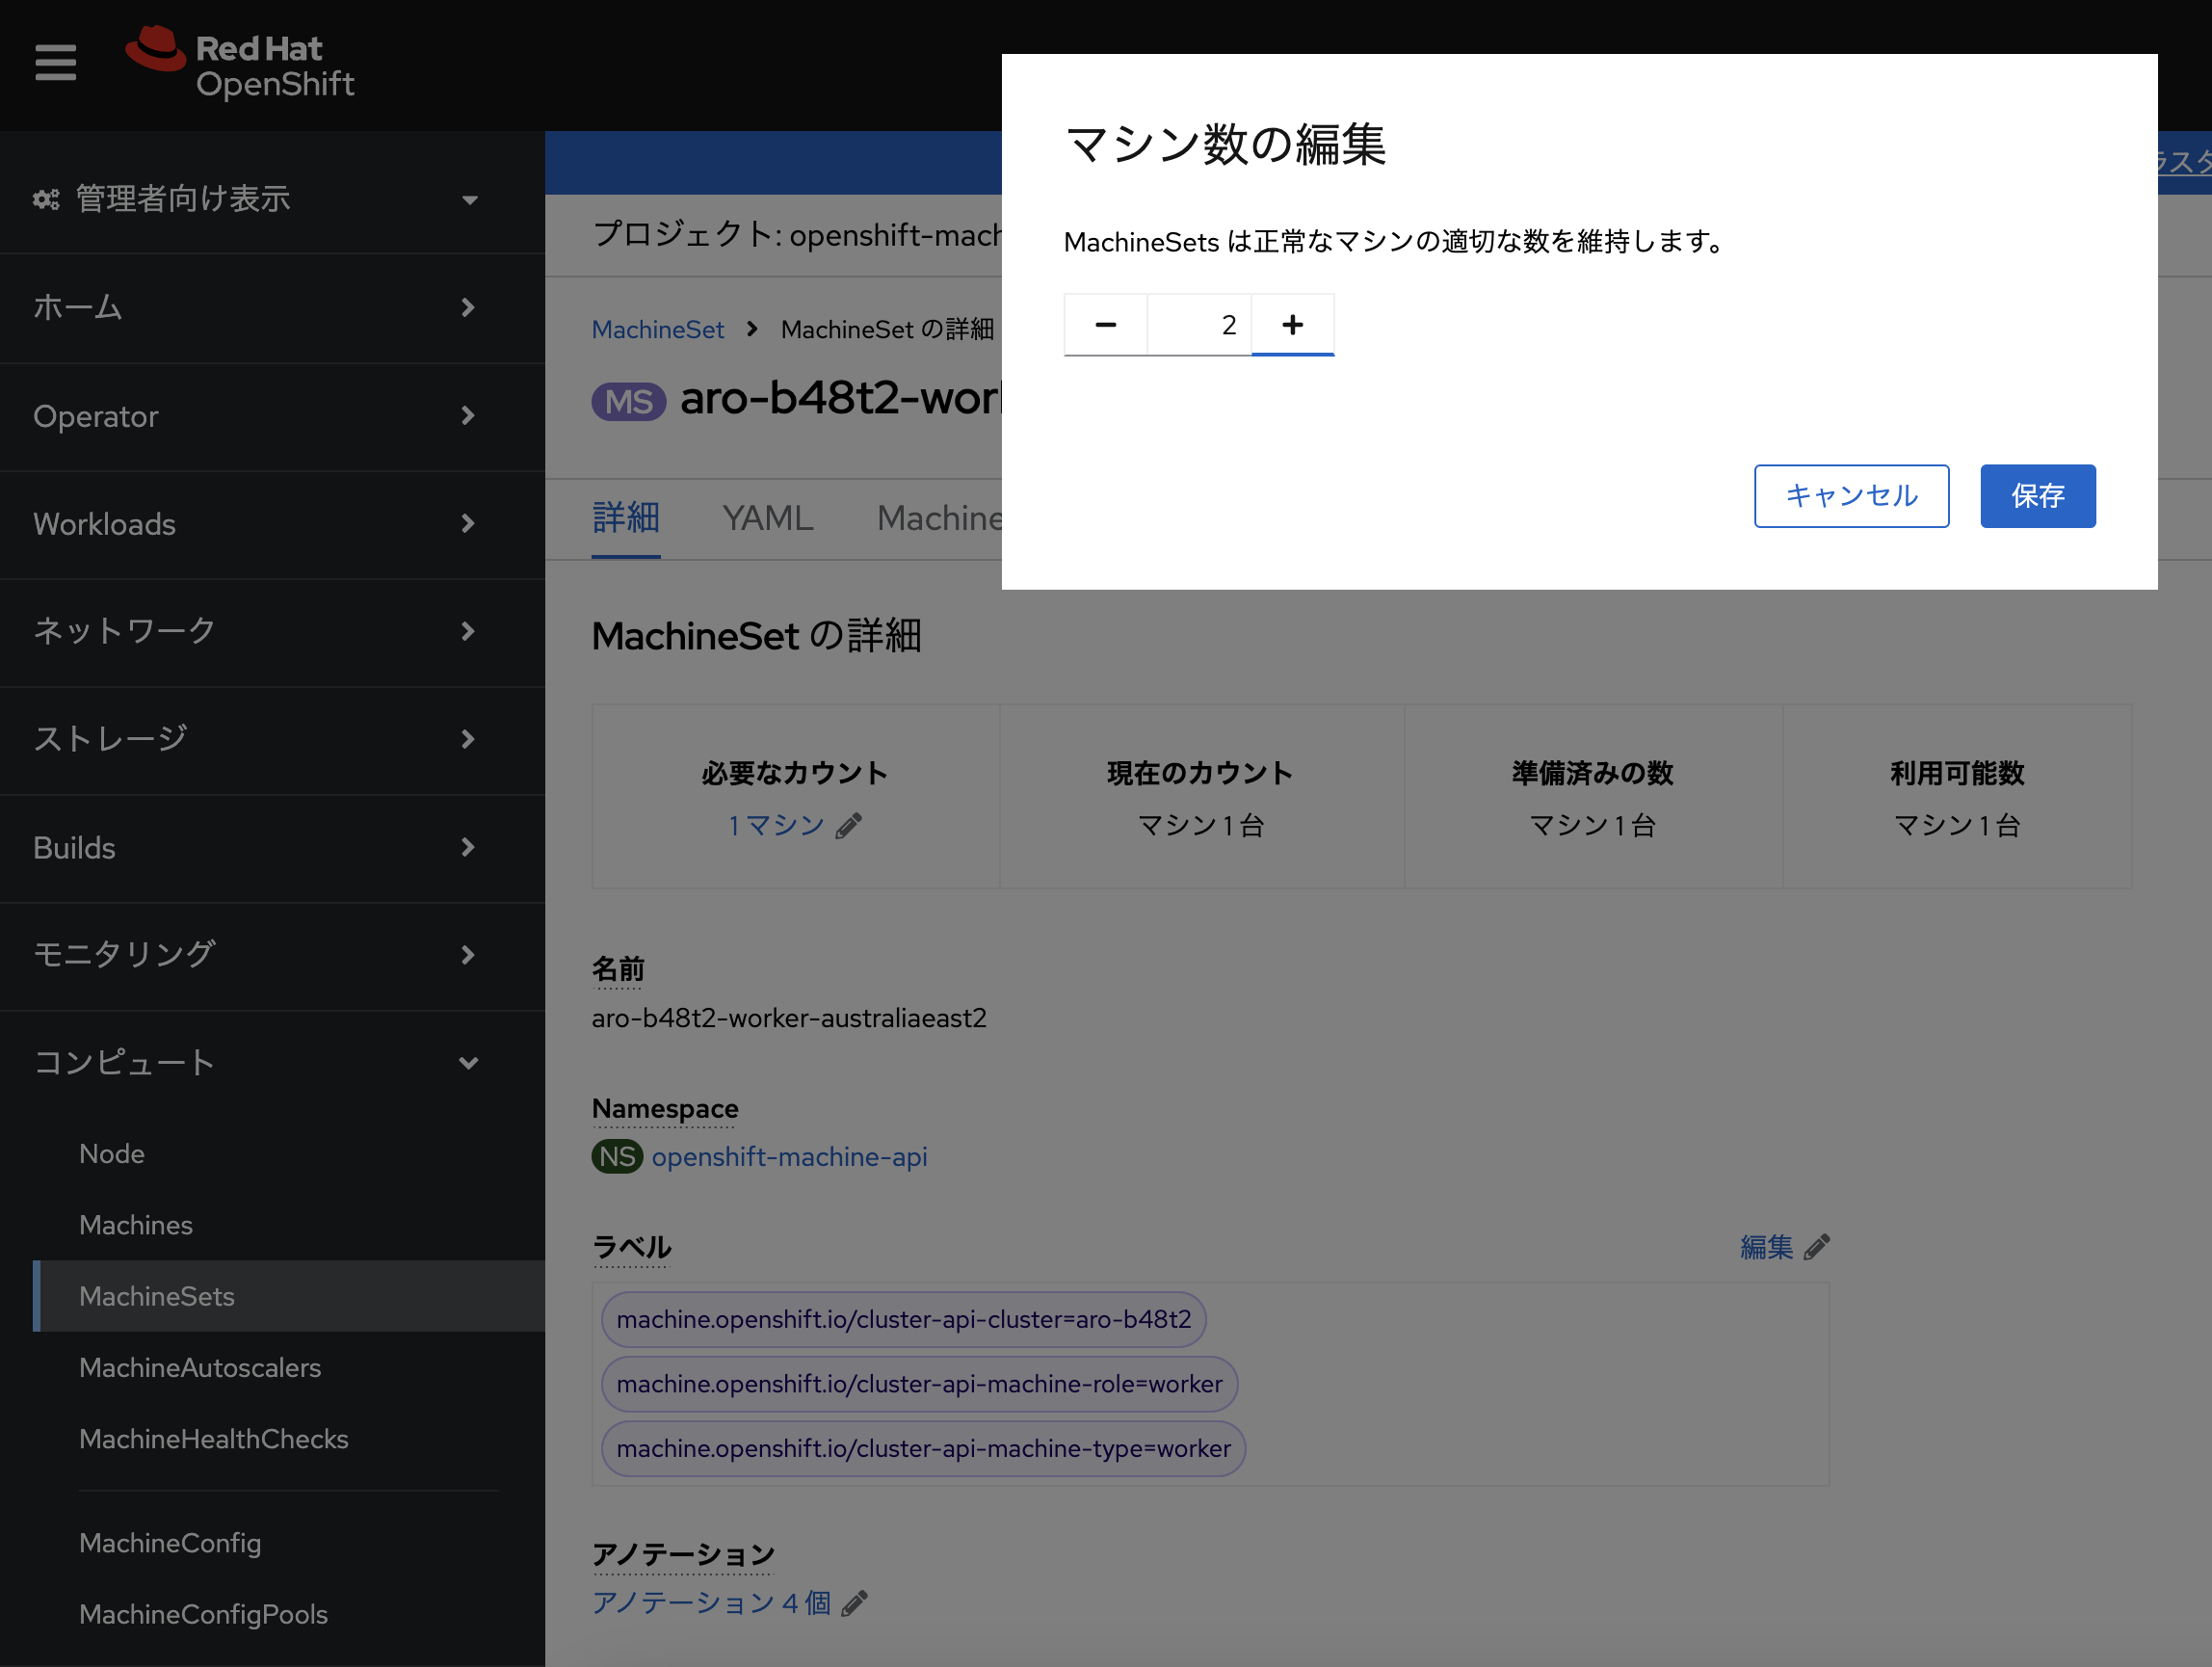 Red Hat
OpenShift
管理者向け表示
ホーム
Operator
Workloads
ネットワーク
ストレージ
Builds
モニタリング
コンピュート
Node
Machines
MachineSets
MachineAutoscalers
MachineHealthChecks
MachineConfig
MachineConfigPools
ラスタ
プロジェクト: openshift-mach
MachineSet
MachineSet の詳細
MS aro-b48t2-wor
詳細 YAML Machine
マシン数の編集
MachineSets は正常なマシンの適切な数を維持します。
2
キャンセル 保存
MachineSet の詳細
必要なカウント
1 マシン
現在のカウント
マシン 1 台
準備済みの数
マシン 1 台
利用可能数
マシン 1 台
名前
aro-b48t2-worker-australiaeast2
Namespace
NS openshift-machine-api
ラベル
編集
machine.openshift.io/cluster-api-cluster=aro-b48t2
machine.openshift.io/cluster-api-machine-role=worker
machine.openshift.io/cluster-api-machine-type=worker
アノテーション
アノテーション 4 個